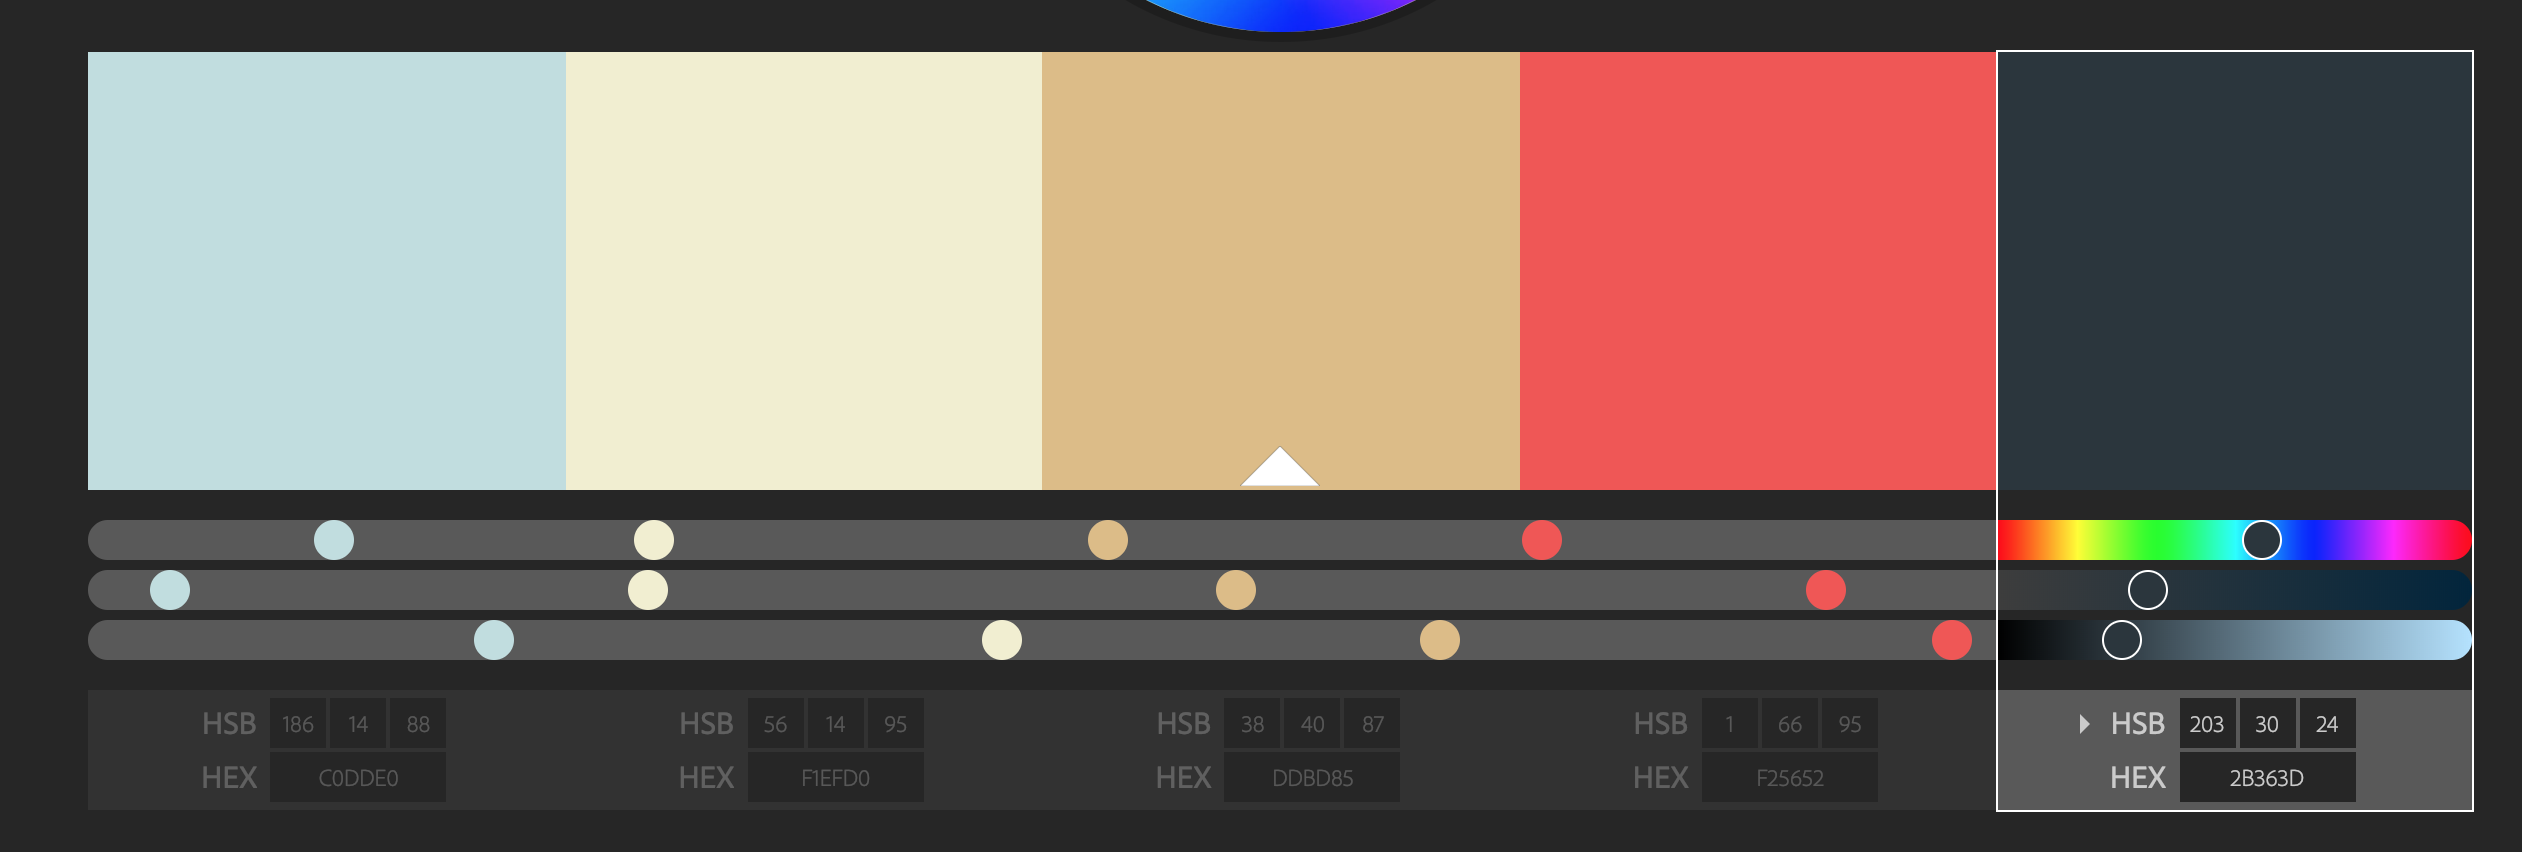 HSB 186 14 88
HEX C0DDE0
HSB 56 14 95
HEX F1EFD0
HSB 38 40 87
HEX DDBD85
HSB 1 66 95
HEX F25652
HSB 203 30 24
HEX 2B363D